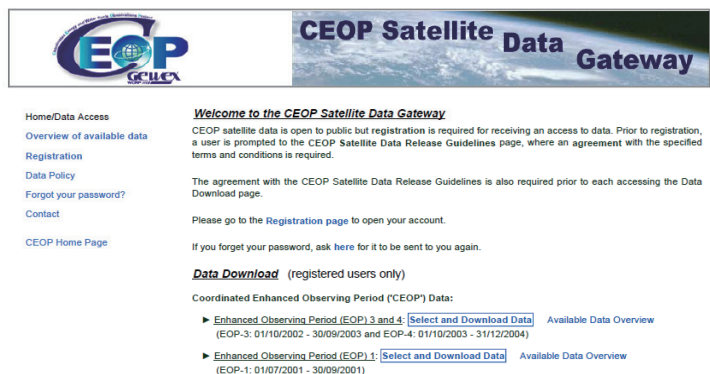 CEOP
GEWEX
WCRP
CEOP Satellite Data Gateway
Home/Data Access
Overview of available data
Registration
Data Policy
Forgot your password?
Contact
CEOP Home Page
Welcome to the CEOP Satellite Data Gateway
CEOP satellite data is open to public but registration is required for receiving an access to data. Prior to registration,
a user is prompted to the CEOP Satellite Data Release Guidelines page, where an agreement with the specified
terms and conditions is required.
The agreement with the CEOP Satellite Data Release Guidelines is also required prior to each accessing the Data
Download page.
Please go to the Registration page to open your account.
If you forget your password, ask here for it to be sent to you again.
Data Download (registered users only)
Coordinated Enhanced Observing Period ('CEOP') Data:
► Enhanced Observing Period (EOP) 3 and 4: Select and Download Data Available Data Overview
(EOP-3: 01/10/2002 - 30/09/2003 and EOP-4: 01/10/2003 - 31/12/2004)
► Enhanced Observing Period (EOP) 1: Select and Download Data Available Data Overview
(EOP-1: 01/07/2001 - 30/09/2001)